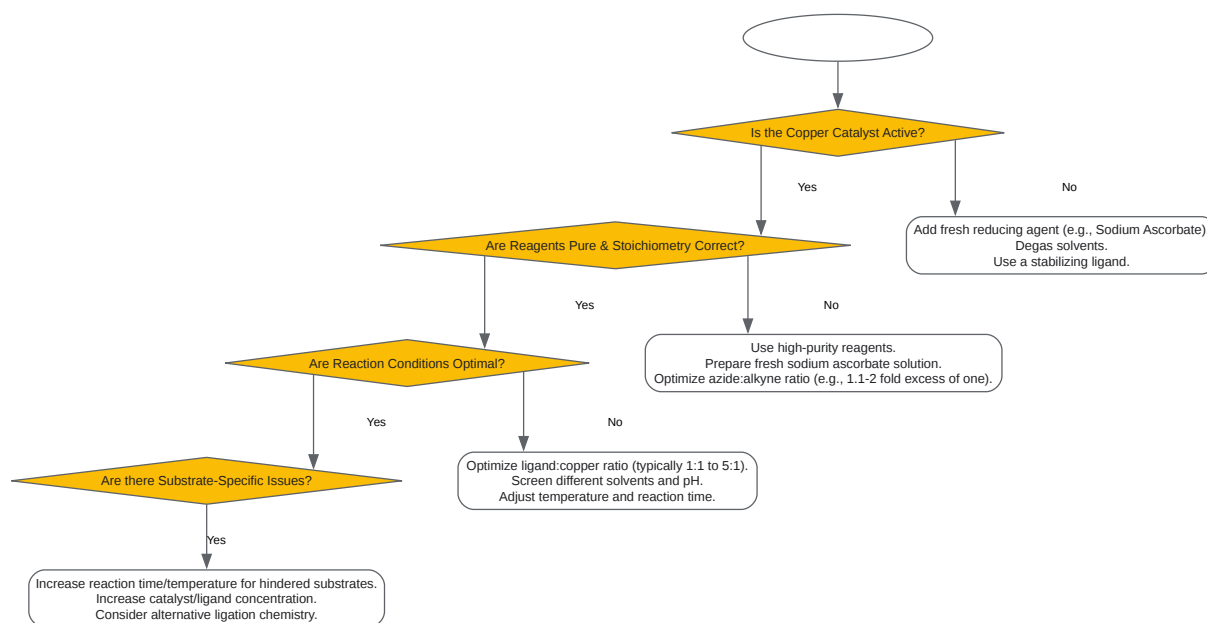 Is the Copper Catalyst Active?
Yes
No
Add fresh reducing agent (e.g., Sodium Ascorbate)
Degas solvents.
Use a stabilizing ligand.
Are Reagents Pure & Stoichiometry Correct?
Yes
No
Use high-purity reagents.
Prepare fresh sodium ascorbate solution.
Optimize azide:alkyne ratio (e.g., 1.1-2 fold excess of one).
Are Reaction Conditions Optimal?
Yes
No
Optimize ligand:copper ratio (typically 1:1 to 5:1).
Screen different solvents and pH.
Adjust temperature and reaction time.
Are there Substrate-Specific Issues?
Yes
Increase reaction time/temperature for hindered substrates.
Increase catalyst/ligand concentration.
Consider alternative ligation chemistry.